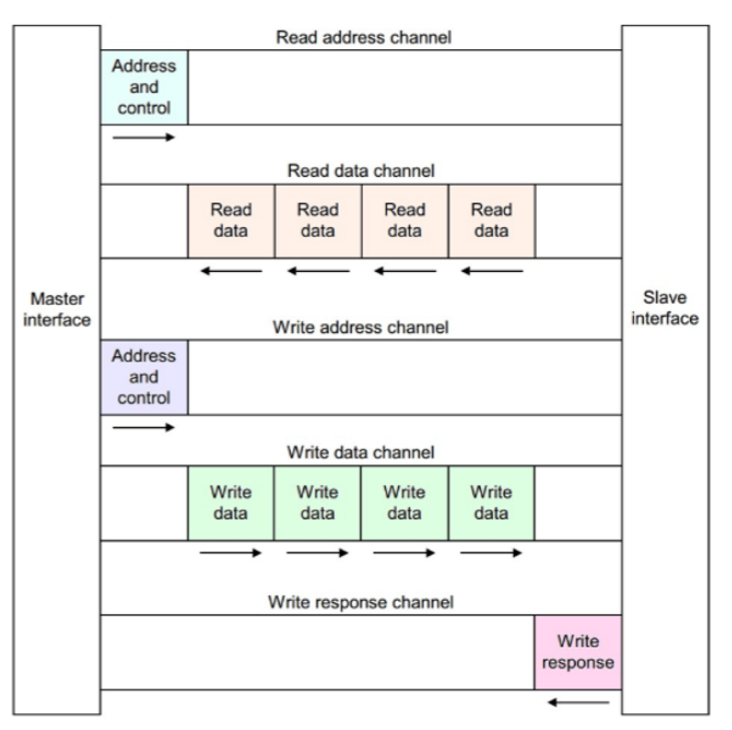 Read address channel
Address
and
control
Read data channel
Read Read Read Read
data data data data
Master
interface
Slave
interface
Write address channel
Address
and
control
Write data channel
Write Write Write Write
data data data data
Write response channel
Write
response